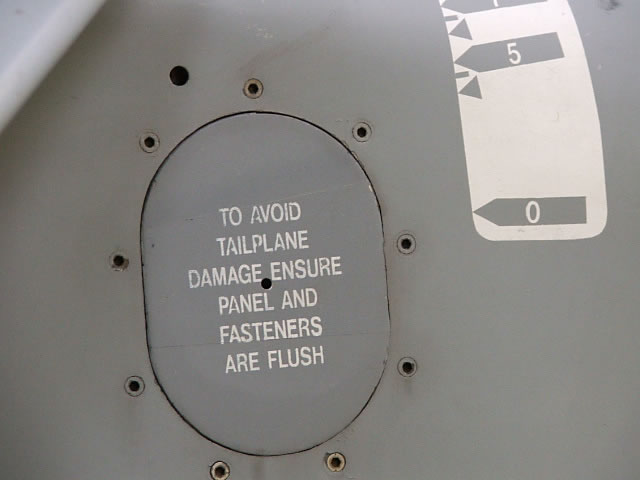 TO AVOID
TAILPLANE
DAMAGE ENSURE
PANEL AND
FASTENERS
ARE FLUSH
5
0